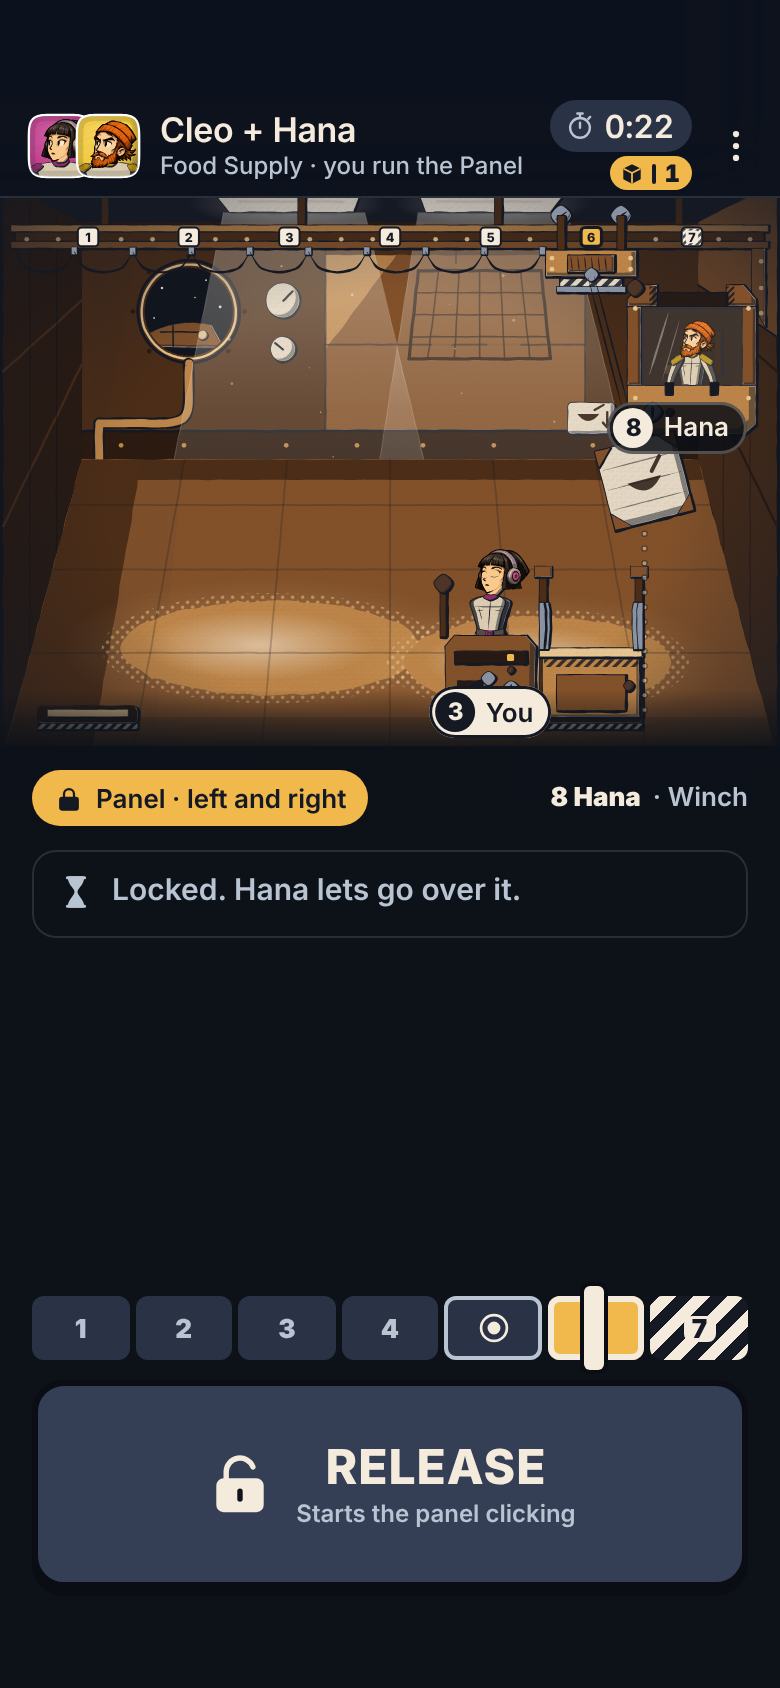 Cleo + Hana
0:22
Food Supply · you run the Panel
1
1 2 3 4 5 6 7
8 Hana
3 You
Panel · left and right
8 Hana · Winch
Locked. Hana lets go over it.
1 2 3 4 7
RELEASE
Starts the panel clicking